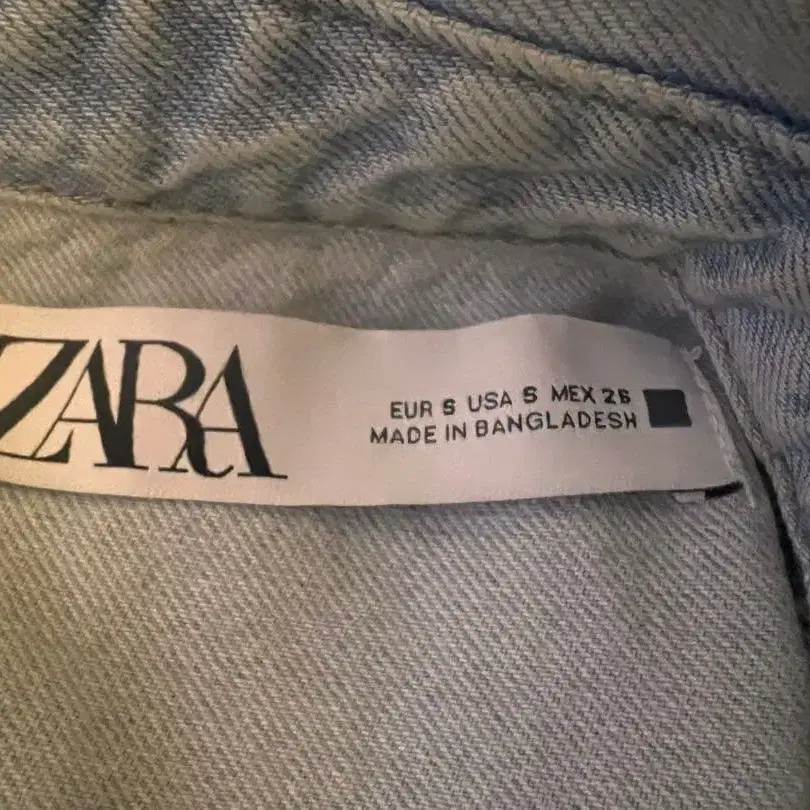 ZARA
EUR S USA S MEX 26
MADE IN BANGLADESH